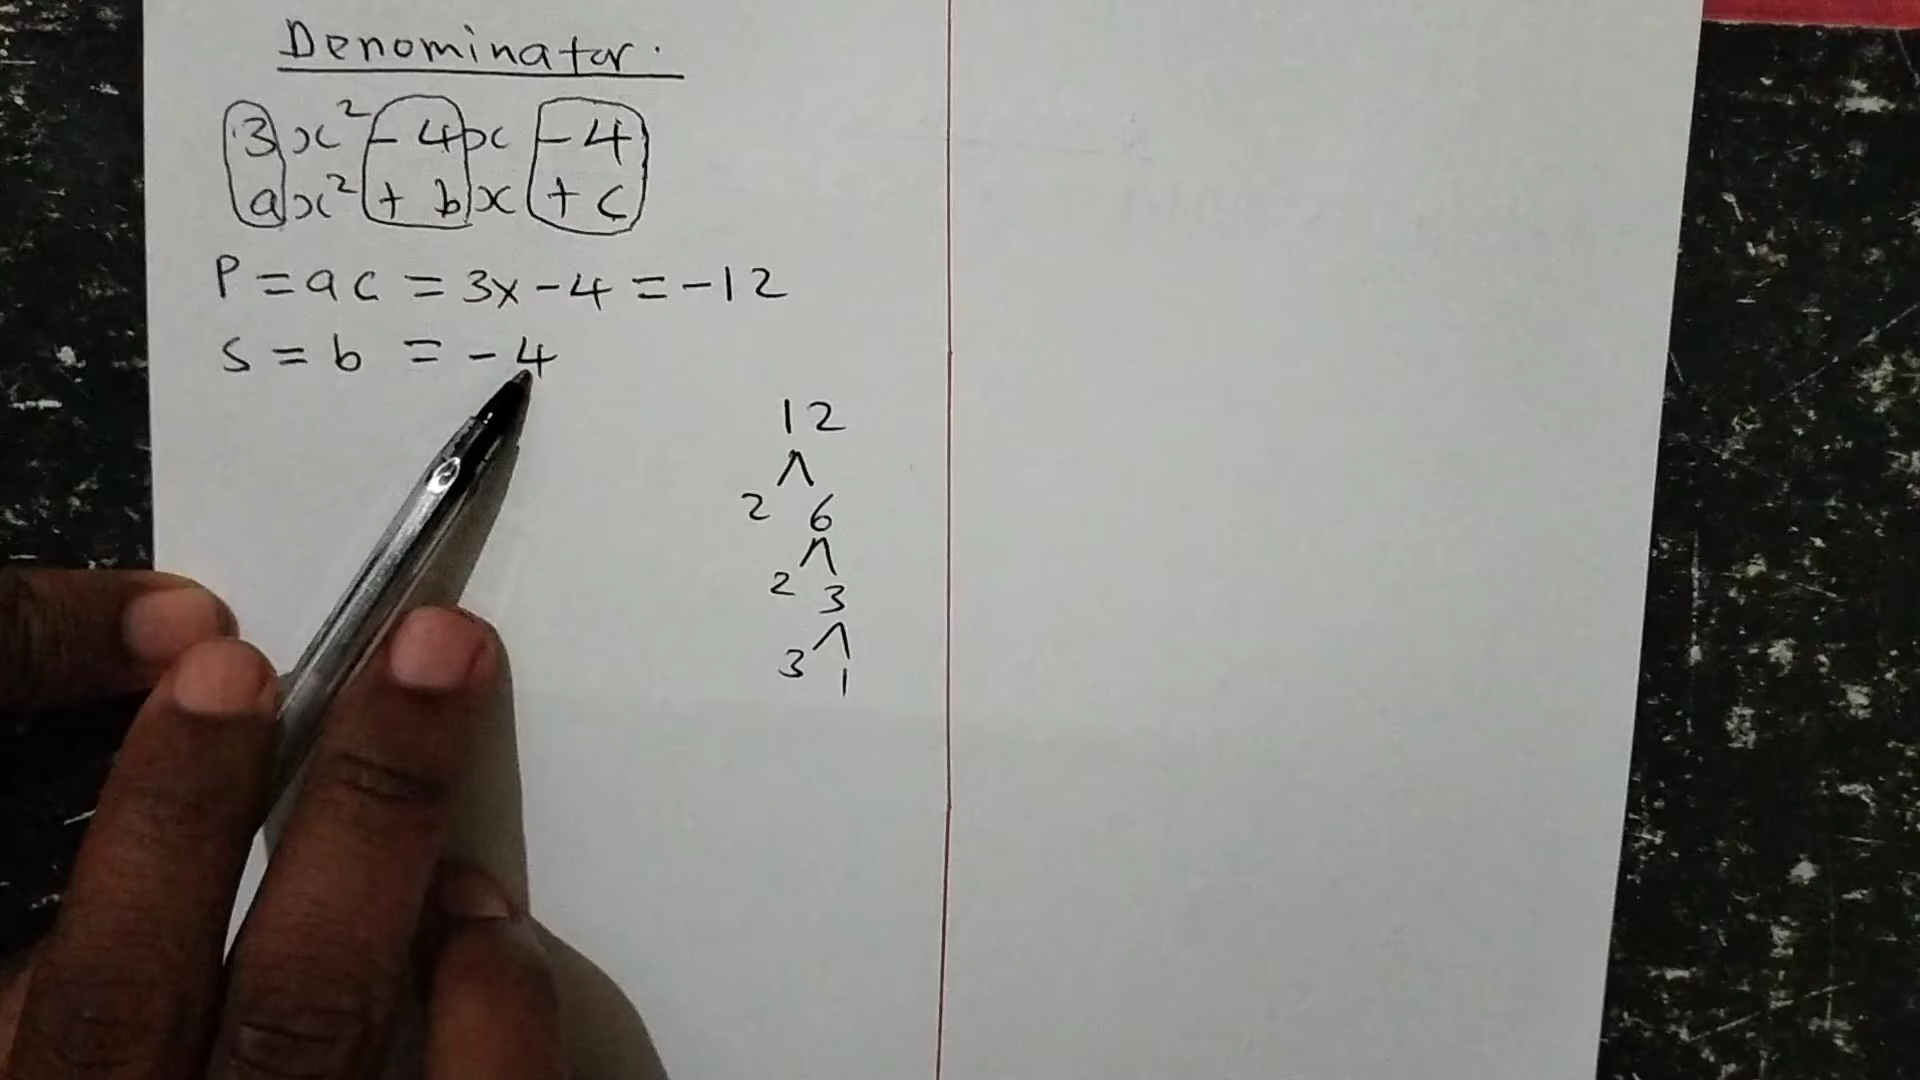 Denominator.
3x² - 4x - 4
ax² + bx + c
P = ac = 3x-4 = -12
S = b = -4
12
2 6
2 3
3 1